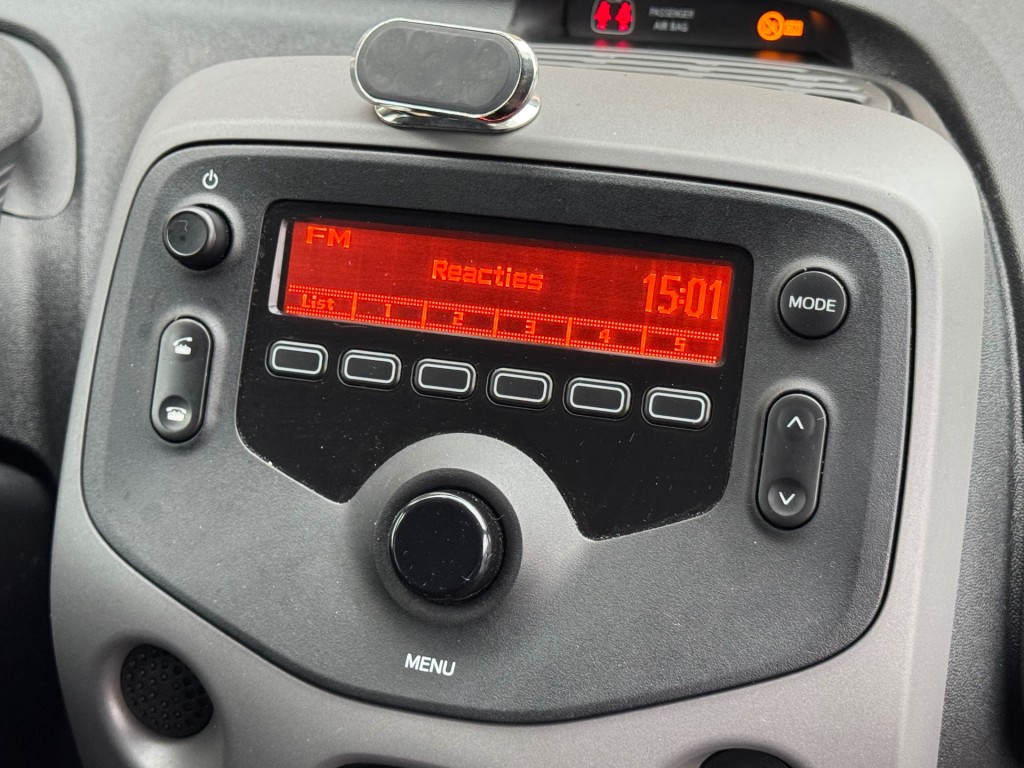 PASSENGER
AIR BAG
FM
Reacties
15:01
List 1 2 3 4 5
MODE
MENU